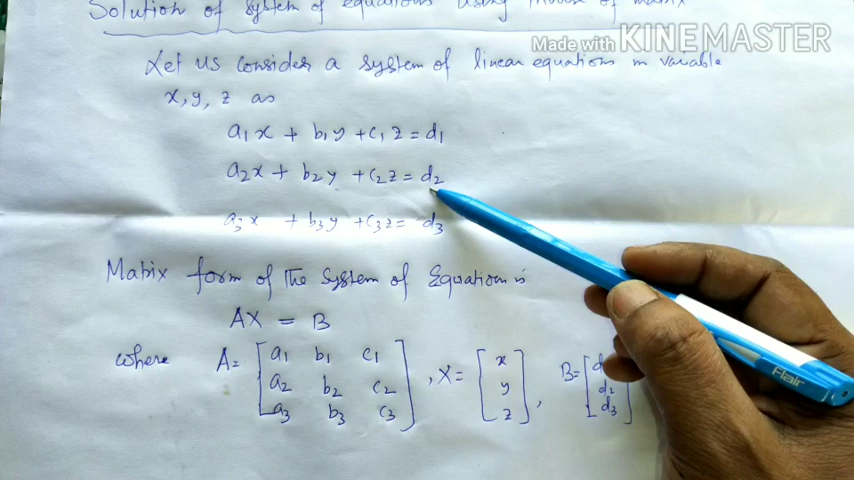 Solution of system of equations using of matrix
Made with KINEMASTER
Let us consider a system of linear equations in variable
x, y, z as
a₁x + b₁y + c₁z = d₁
a₂x + b₂y + c₂z = d₂
a₃x + b₃y + c₃z = d₃
Matrix form of the System of Equation is
AX = B
where A = [a₁ b₁ c₁ , X = [x B = [d
a₂ b₂ c₂ y d₂
a₃ b₃ c₃] z] , d₃]
Flair